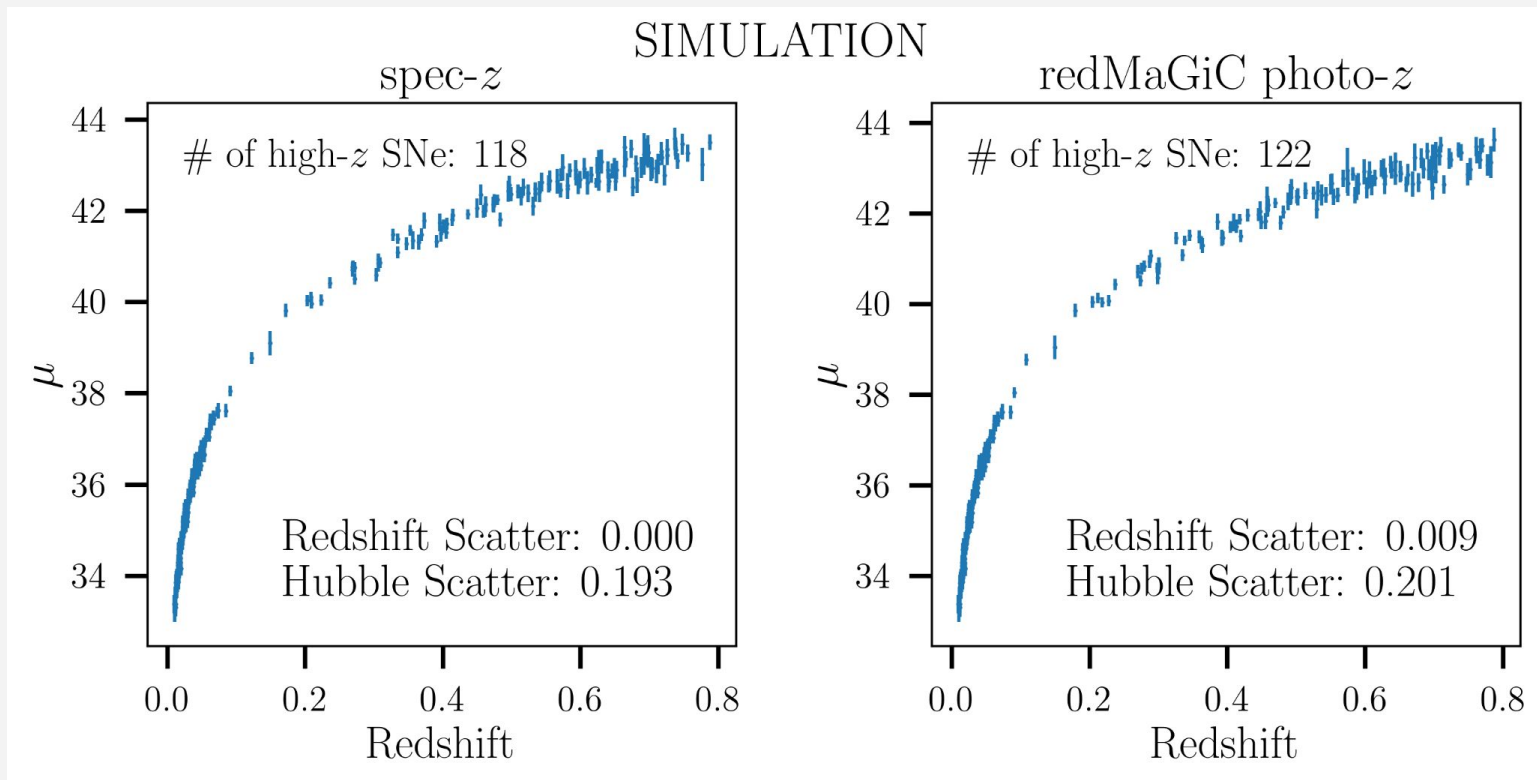 SIMULATION
spec-z
44
42
40
38
36
34
μ
# of high-z SNe: 118
Redshift Scatter: 0.000
Hubble Scatter: 0.193
0.0 0.2 0.4 0.6 0.8
Redshift
redMaGiC photo-z
44
42
40
38
36
34
μ
# of high-z SNe: 122
Redshift Scatter: 0.009
Hubble Scatter: 0.201
0.0 0.2 0.4 0.6 0.8
Redshift